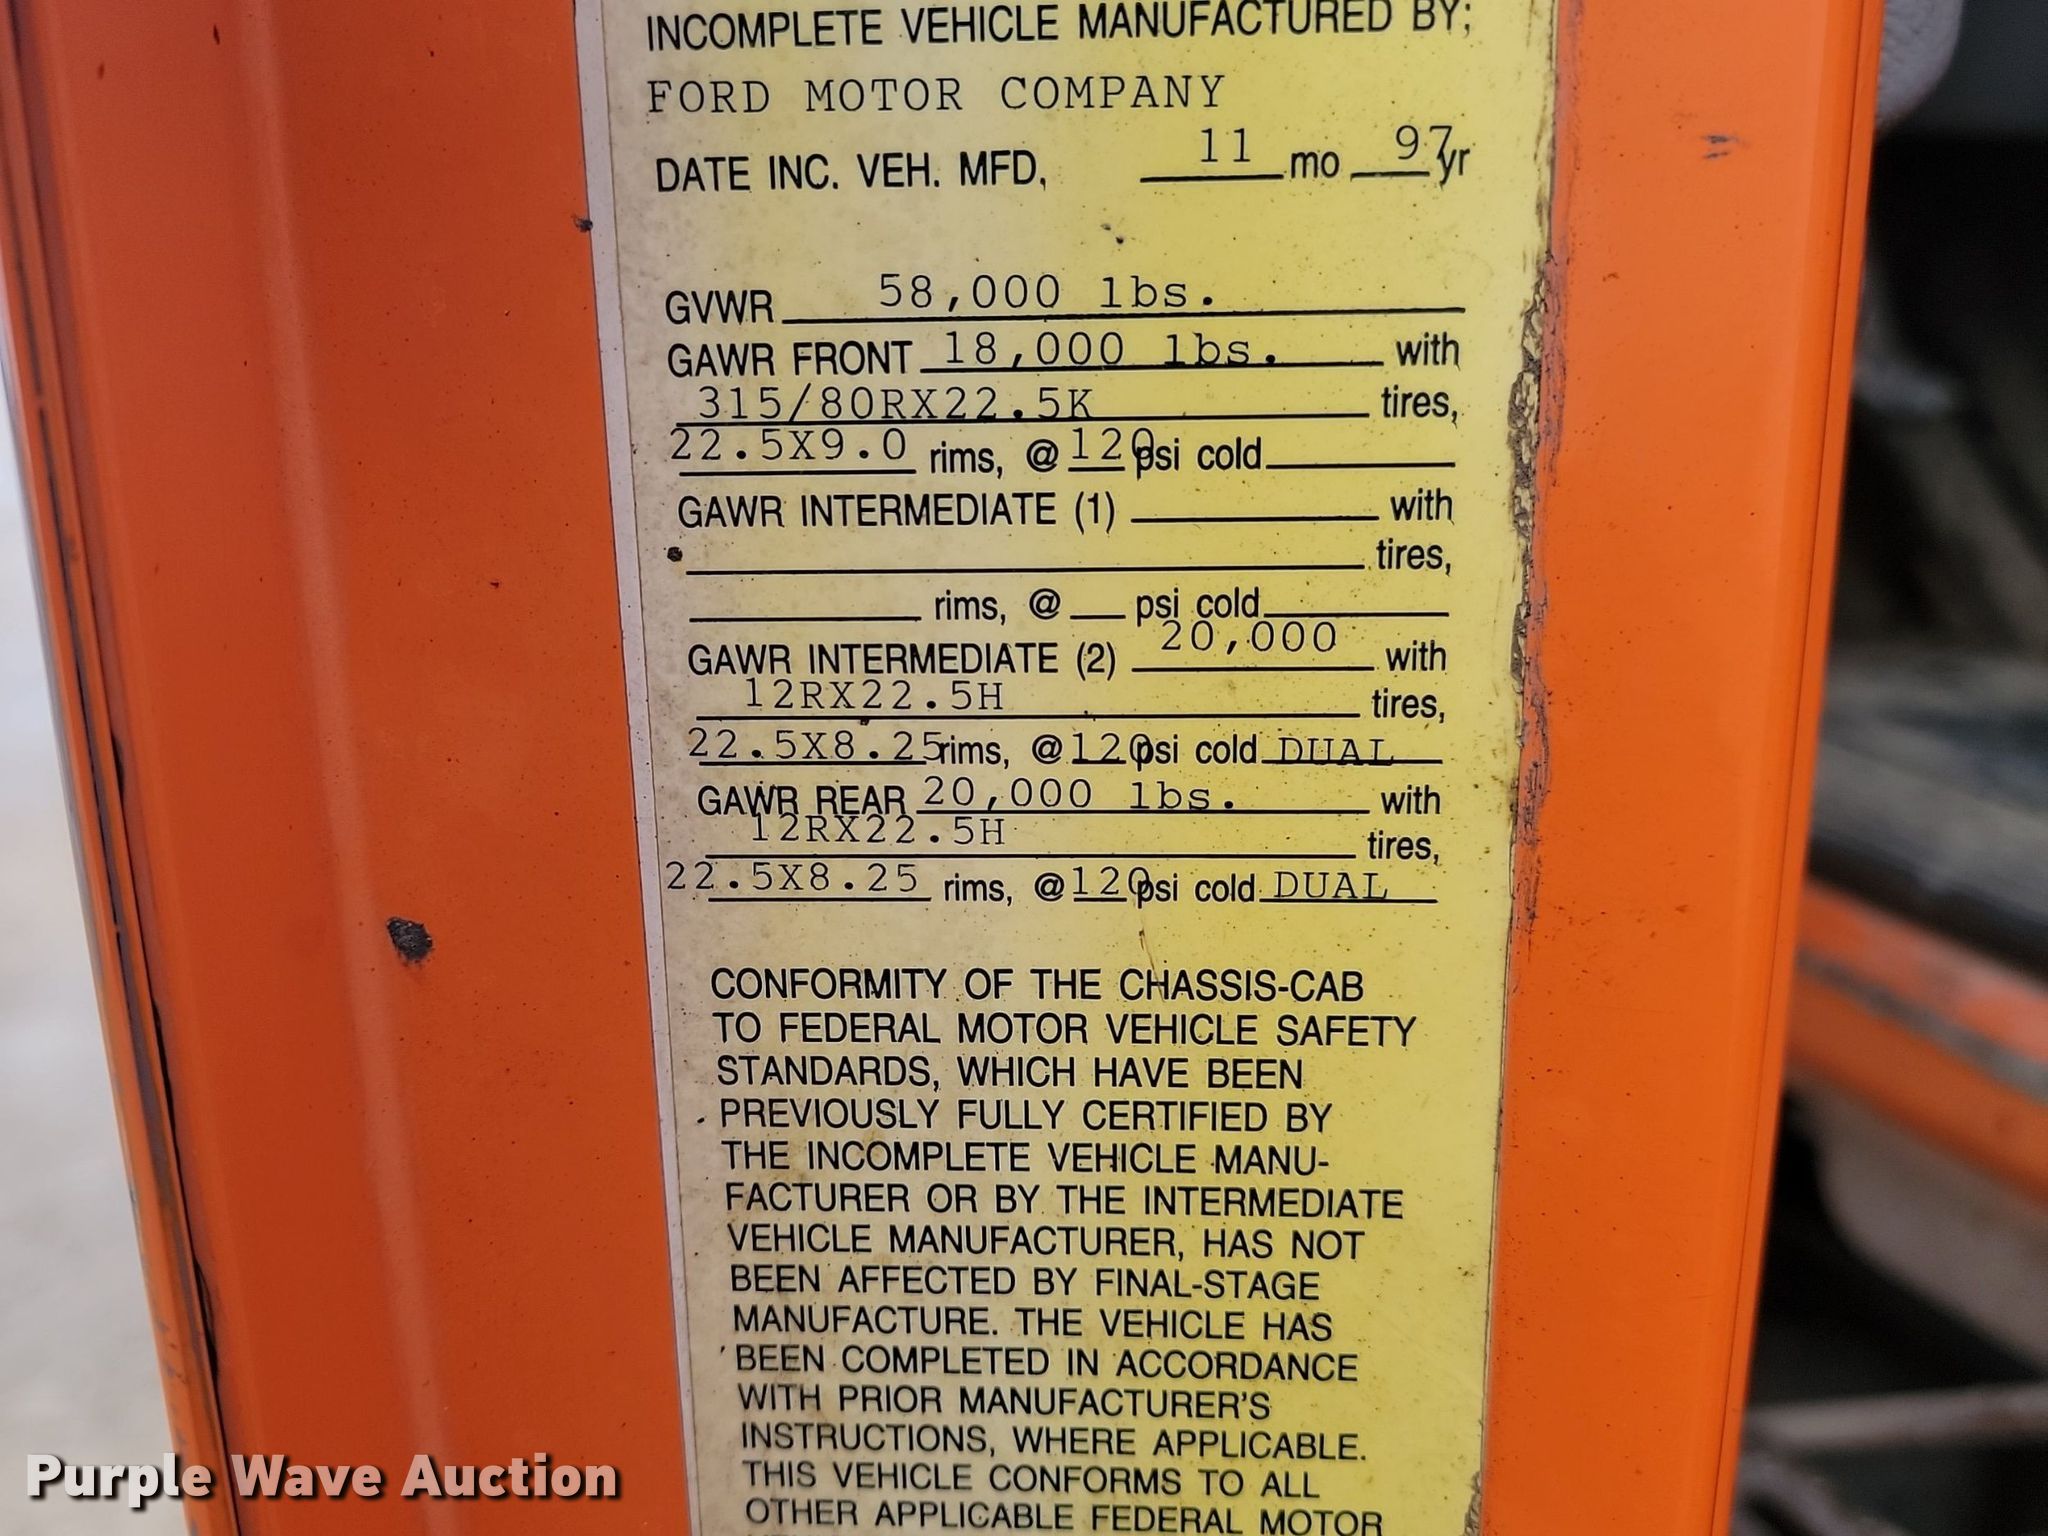 INCOMPLETE VEHICLE MANUFACTURED BY;
FORD MOTOR COMPANY
DATE INC. VEH. MFD, 11 mo 97 yr
GVWR 58,000 lbs.
GAWR FRONT 18,000 lbs. with
315/80RX22.5K tires,
22.5X9.0 rims, @ 120 psi cold
GAWR INTERMEDIATE (1) with
tires,
rims, @ psi cold
GAWR INTERMEDIATE (2) 20,000 with
12RX22.5H tires,
22.5X8.25 rims, @ 120 psi cold DUAL
GAWR REAR 20,000 lbs. with
12RX22.5H tires,
22.5X8.25 rims, @ 120 psi cold DUAL
CONFORMITY OF THE CHASSIS-CAB
TO FEDERAL MOTOR VEHICLE SAFETY
STANDARDS, WHICH HAVE BEEN
PREVIOUSLY FULLY CERTIFIED BY
THE INCOMPLETE VEHICLE MANU-
FACTURER OR BY THE INTERMEDIATE
VEHICLE MANUFACTURER, HAS NOT
BEEN AFFECTED BY FINAL-STAGE
MANUFACTURE. THE VEHICLE HAS
BEEN COMPLETED IN ACCORDANCE
WITH PRIOR MANUFACTURER'S
INSTRUCTIONS, WHERE APPLICABLE.
THIS VEHICLE CONFORMS TO ALL
OTHER APPLICABLE FEDERAL MOTOR
Purple Wave Auction